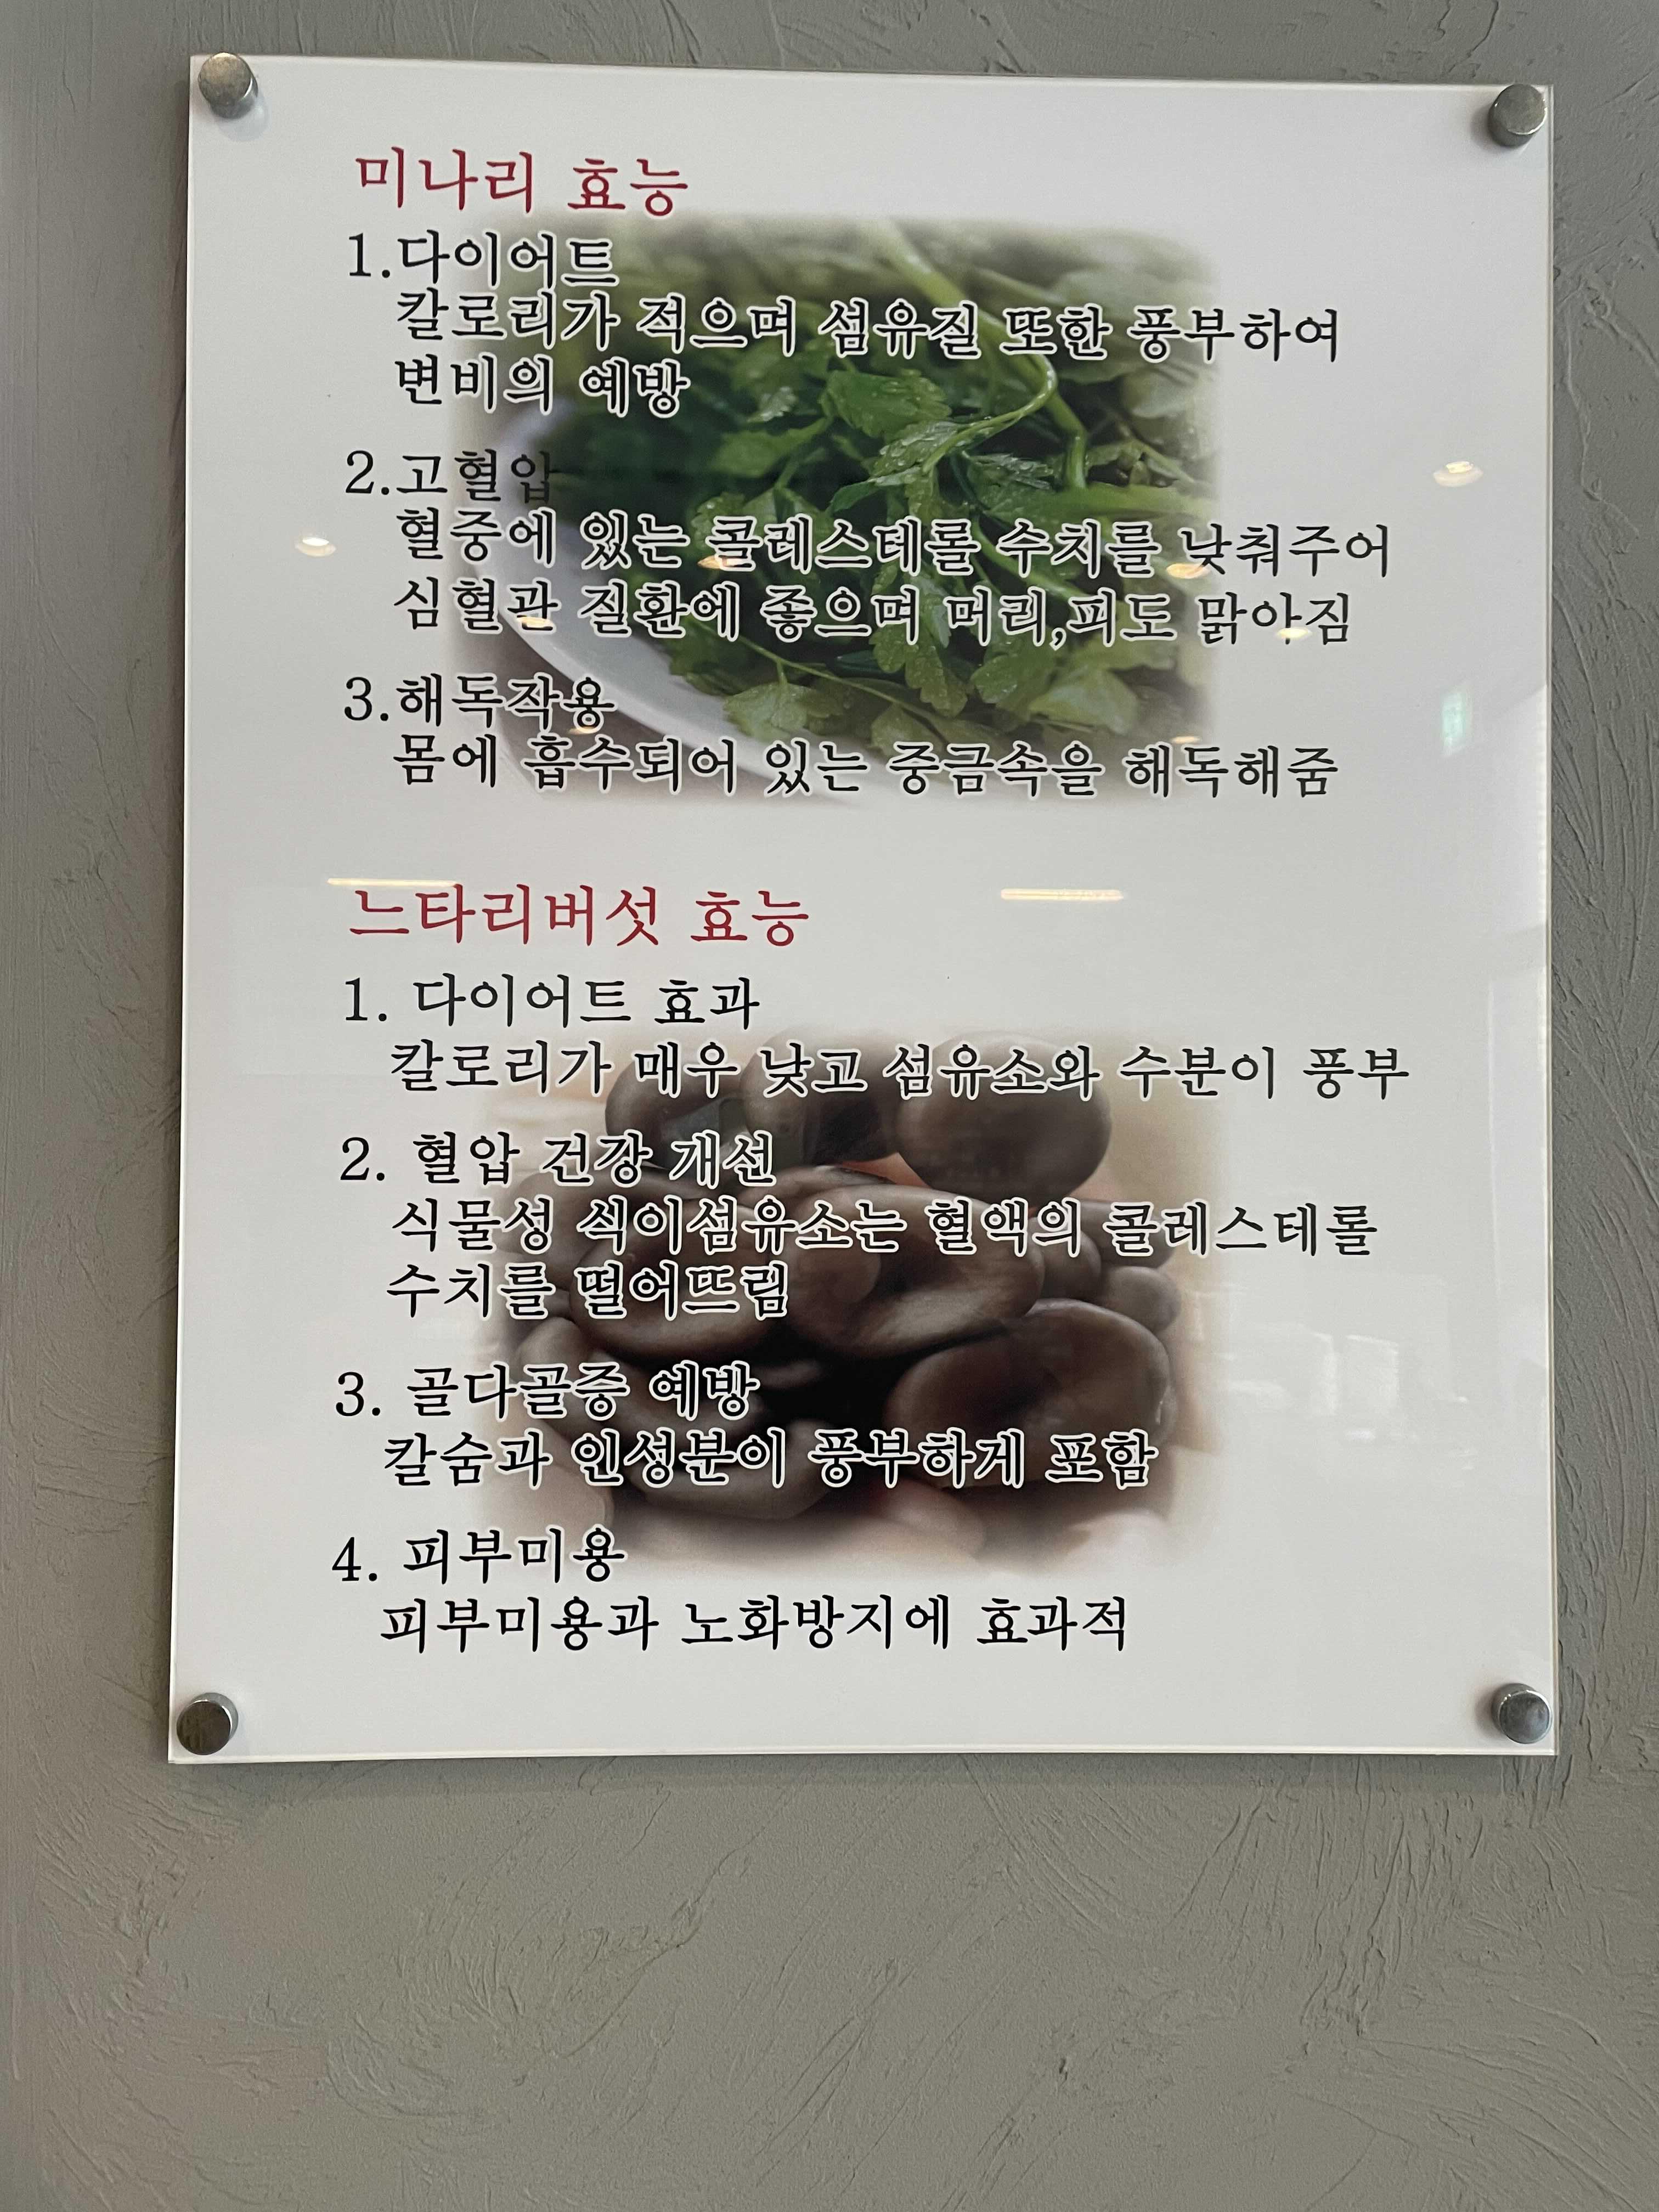 미나리 효능
1.다이어트
칼로리가 적으며 섬유질 또한 풍부하여
변비의 예방
2.고혈압
혈중에 있는 콜레스테롤 수치를 낮춰주어
심혈관 질환에 좋으며 머리,피도 맑아짐
3.해독작용
몸에 흡수되어 있는 중금속을 해독해줌
느타리버섯 효능
1. 다이어트 효과
칼로리가 매우 낮고 섬유소와 수분이 풍부
2. 혈압 건강 개선
식물성 식이섬유소는 혈액의 콜레스테롤
수치를 떨어뜨림
3. 골다골증 예방
칼숨과 인성분이 풍부하게 포함
4. 피부미용
피부미용과 노화방지에 효과적